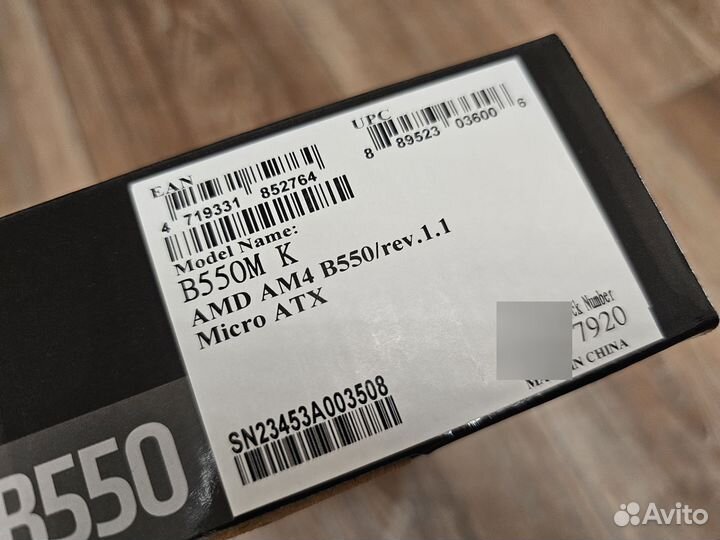 EAN
4 719331 852764
UPC
8 89523 03600 6
Model Name:
B550M K
AMD AM4 B550/rev.1.1
Micro ATX
Number
7920
IN CHINA
SN23453A003508
B550
Avito